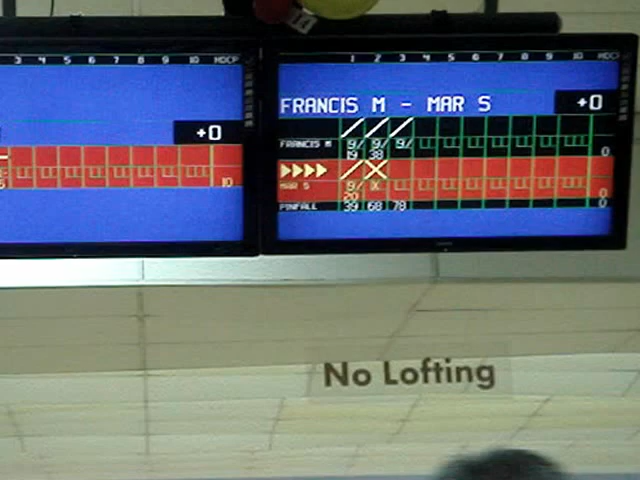 3 4 5 6 7 8 9 10 HDCP
+0
10
1 2 3 4 5 6 7 8 9 10 HDCP
FRANCIS M - MAR S +0
FRANCIS M 9/ 9/ 9/
19 38 0
MAR S 9/ X
20 0
PINFALL 39 68 78 0
No Lofting